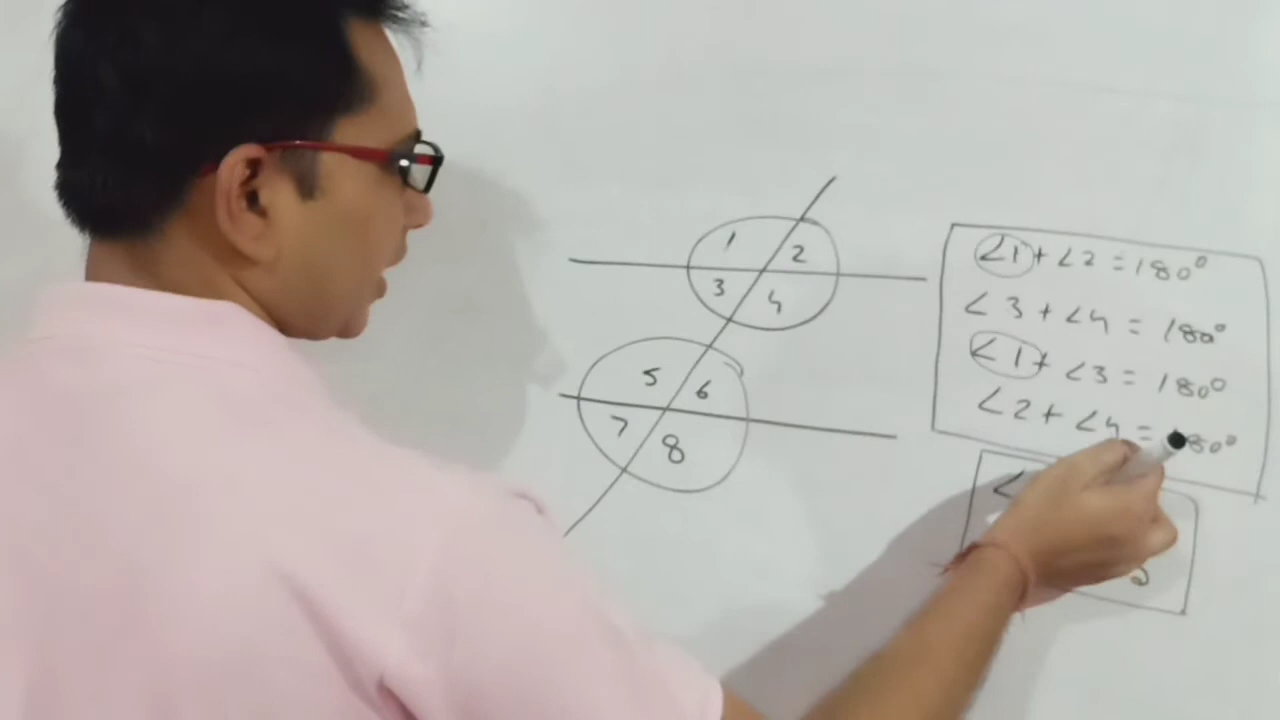 1 2
3 4
5 6
7 8
∠1 + ∠2 = 180°
∠3 + ∠4 = 180°
∠1 + ∠3 = 180°
∠2 + ∠4 = 180°
∠
2